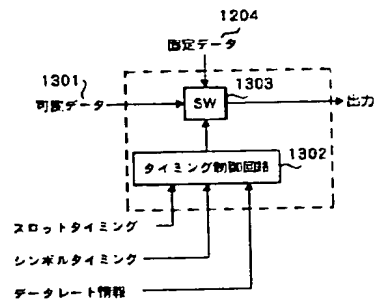 1204
固定データ
1301
1303
可変データ
SW
出力
タイミング制御回路
1302
スロットタイミング
シンボルタイミング
データレート情報